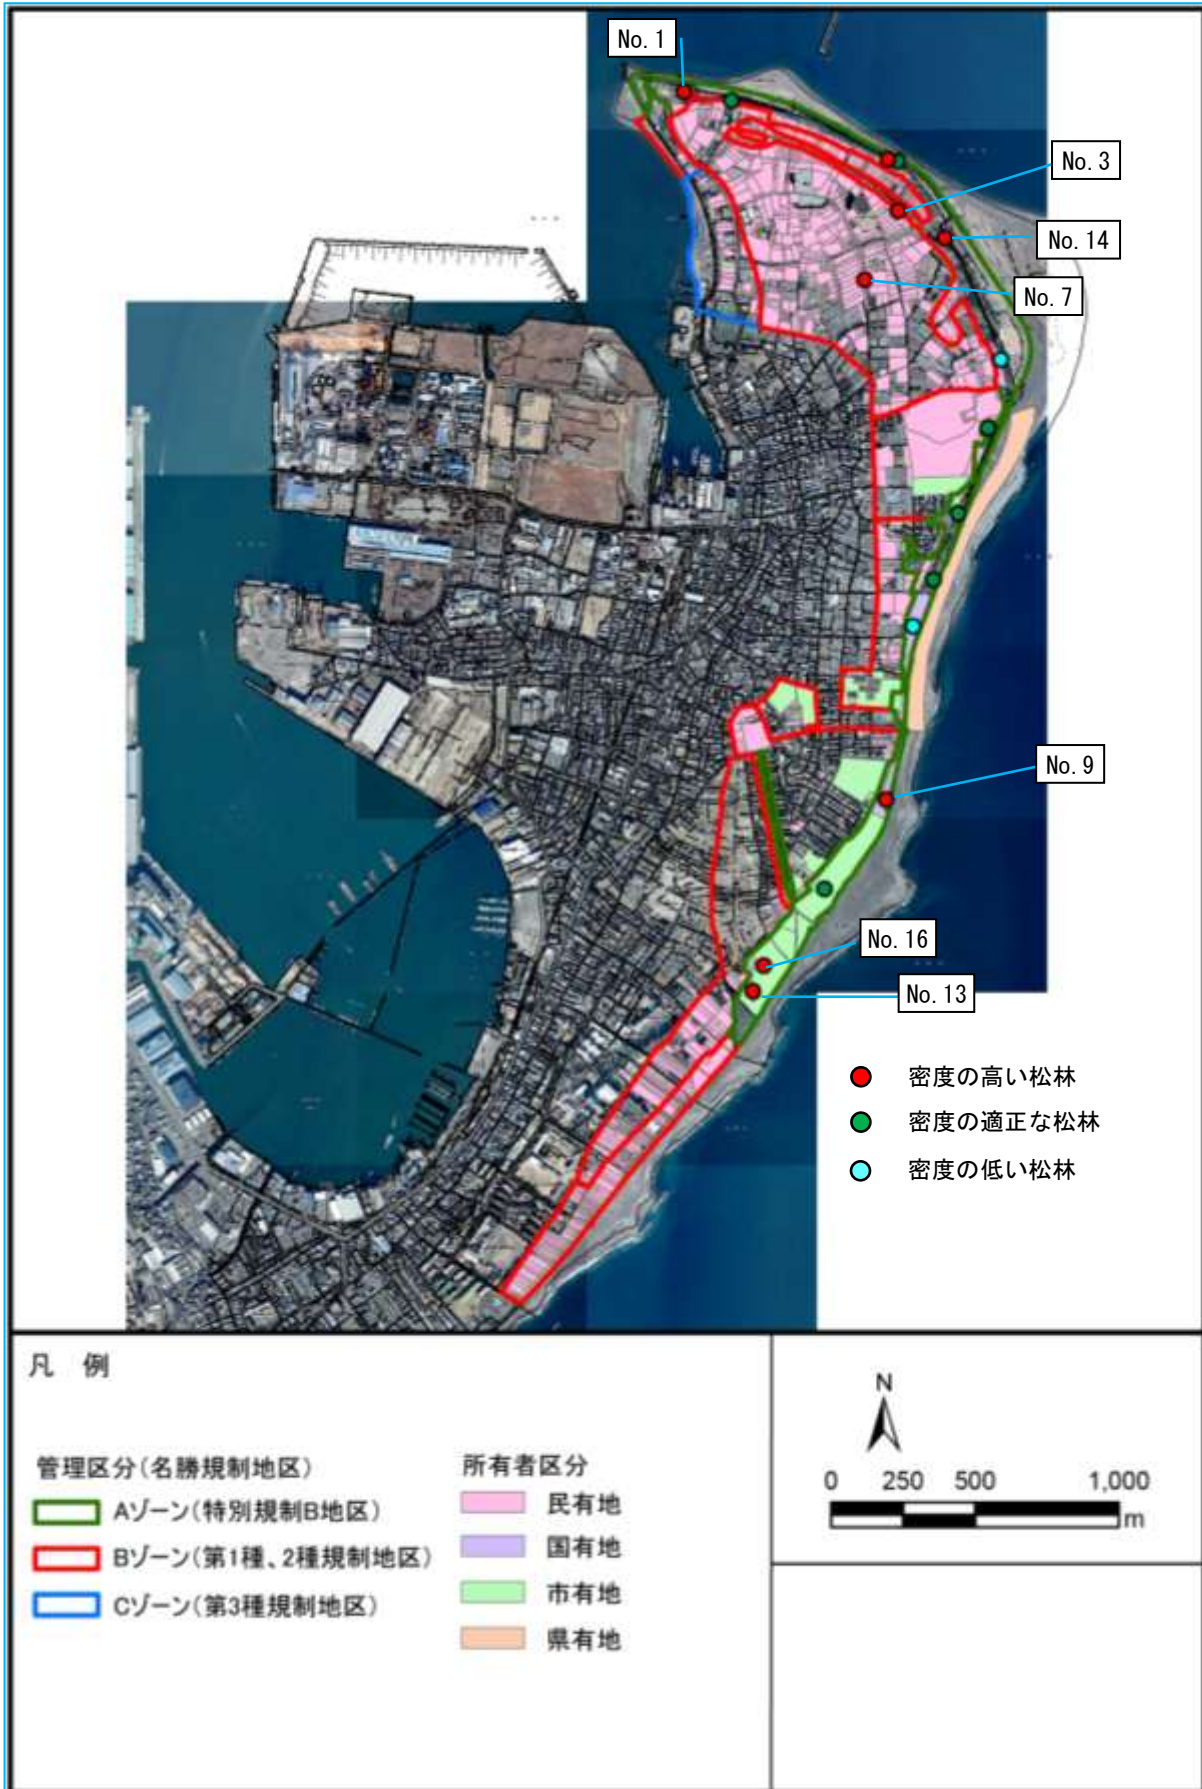 No. 1
No. 3
No. 14
No. 7
No. 9
No. 16
No. 13
密度の高い松林
密度の適正な松林
密度の低い松林
凡 例
管理区分(名勝規制地区)
Aゾーン(特別規制B地区)
Bゾーン(第1種、2種規制地区)
Cゾーン(第3種規制地区)
所有者区分
民有地
国有地
市有地
県有地
N
0 250 500 1,000
m